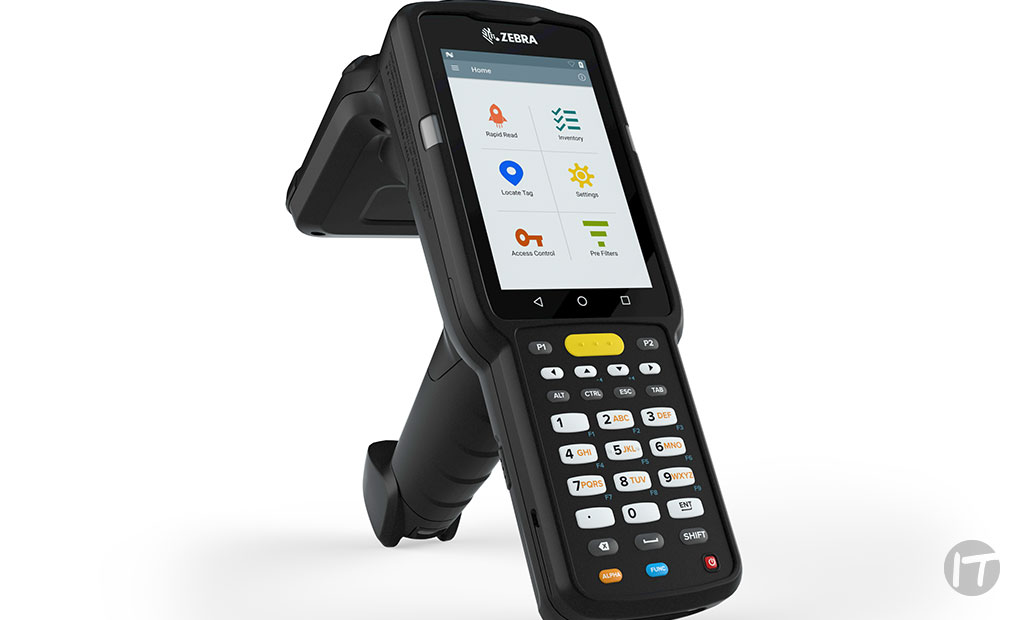 ZEBRA
Home
Rapid Read
Inventory
Locate Tag
Settings
Access Control
Pre Filters
P1
P2
ALT CTRL ESC TAB
1 2 ABC 3 DEF
F1 F2 F3
4 GHI 5 JKL 6 MNO
F4 F5 F6
7 PQRS 8 TUV 9 WXYZ
F7 F8 F9
. 0 ENT
SHIFT
ALPHA FUNC
IT